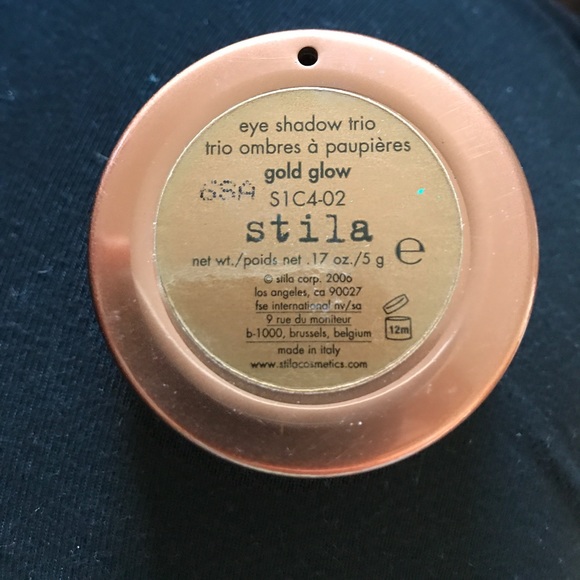 eye shadow trio
trio ombres à paupières
gold glow
68A S1C4-02
stila
net wt./poids net .17 oz./5 g e
© stila corp. 2006
los angeles, ca 90027
fse international nv/sa
9 rue du moniteur
12m
b-1000, brussels, belgium
made in italy
www.stilacosmetics.com